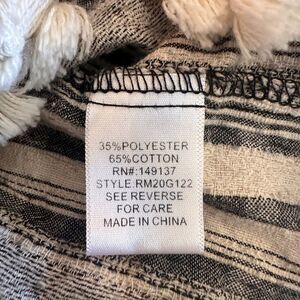 35%POLYESTER
65%COTTON
RN#:149137
STYLE:RM20G122
SEE REVERSE
FOR CARE
MADE IN CHINA